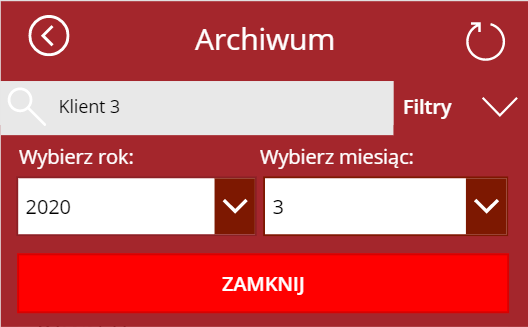 Archiwum
Klient 3
Filtry
Wybierz rok: Wybierz miesiąc:
2020 3
ZAMKNIJ